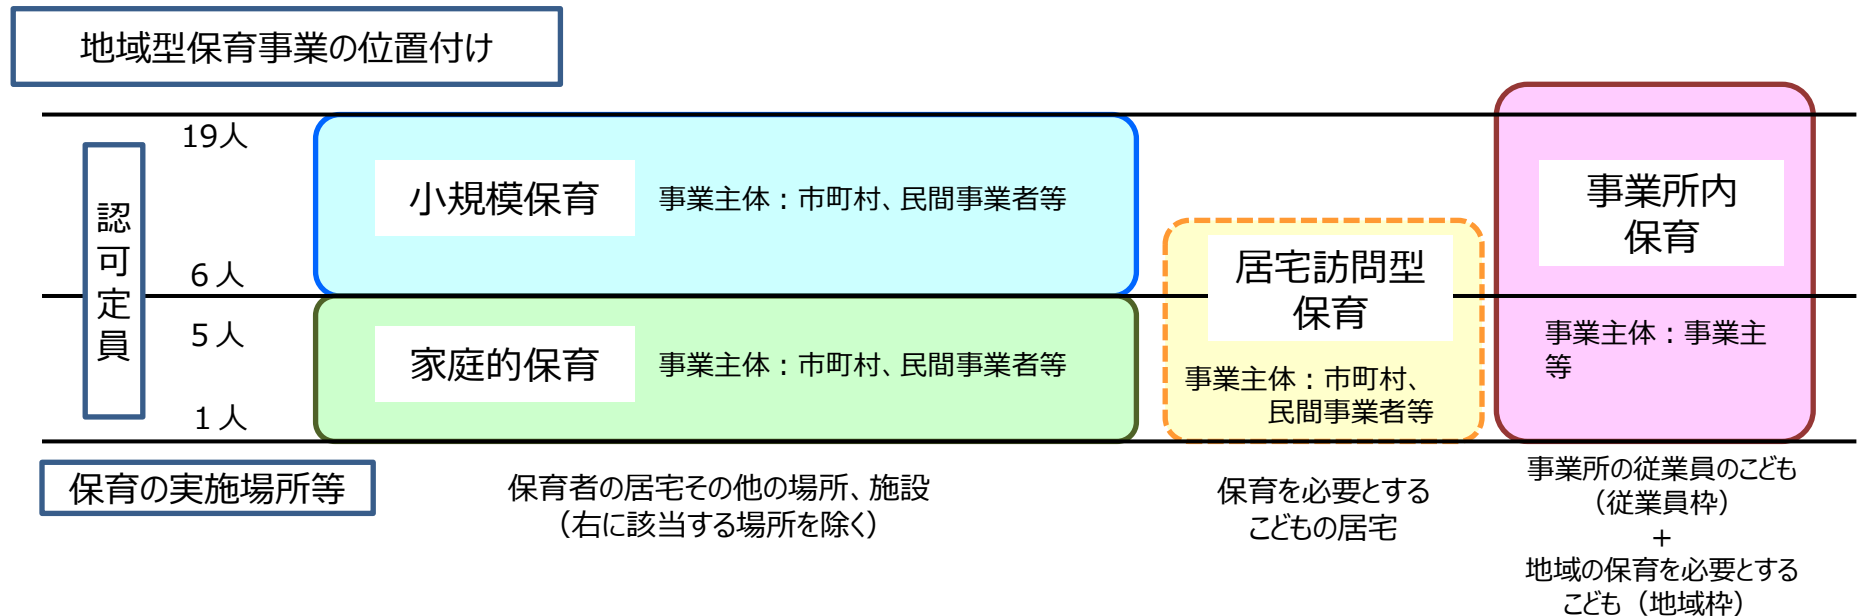 地域型保育事業の位置付け
認可定員
19人
6人
5人
1人
小規模保育
事業主体：市町村、民間事業者等
家庭的保育
事業主体：市町村、民間事業者等
居宅訪問型
保育
事業主体：市町村、
民間事業者等
事業所内
保育
事業主体：事業主
等
保育の実施場所等
保育者の居宅その他の場所、施設
（右に該当する場所を除く）
保育を必要とする
こどもの居宅
事業所の従業員のこども
（従業員枠）
+
地域の保育を必要とする
こども（地域枠）